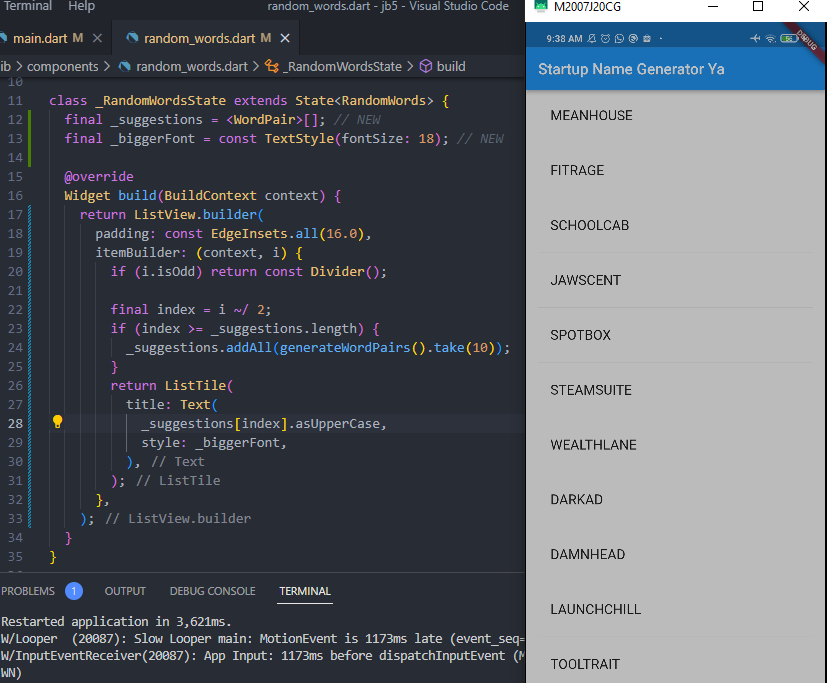 Terminal Help random_words.dart - jb5 - Visual Studio Code
main.dart M random_words.dart M
ib > components > random_words.dart > _RandomWordsState > build
10
11 class _RandomWordsState extends State<RandomWords> {
12 final _suggestions = <WordPair>[]; // NEW
13 final _biggerFont = const TextStyle(fontSize: 18); // NEW
14
15 @override
16 Widget build(BuildContext context) {
17 return ListView.builder(
18 padding: const EdgeInsets.all(16.0),
19 itemBuilder: (context, i) {
20 if (i.isOdd) return const Divider();
21
22 final index = i ~/ 2;
23 if (index >= _suggestions.length) {
24 _suggestions.addAll(generateWordPairs().take(10));
25 }
26 return ListTile(
27 title: Text(
28 _suggestions[index].asUpperCase,
29 style: _biggerFont,
30 ), // Text
31 ); // ListTile
32 },
33 ); // ListView.builder
34 }
35 }
PROBLEMS 1 OUTPUT DEBUG CONSOLE TERMINAL
Restarted application in 3,621ms.
W/Looper (20087): Slow Looper main: MotionEvent is 1173ms late (event_seq=
W/InputEventReceiver(20087): App Input: 1173ms before dispatchInputEvent (M
WN)
M2007J20CG
9:38 AM 56
DEBUG
Startup Name Generator Ya
MEANHOUSE
FITRAGE
SCHOOLCAB
JAWSCENT
SPOTBOX
STEAMSUITE
WEALTHLANE
DARKAD
DAMNHEAD
LAUNCHCHILL
TOOLTRAIT